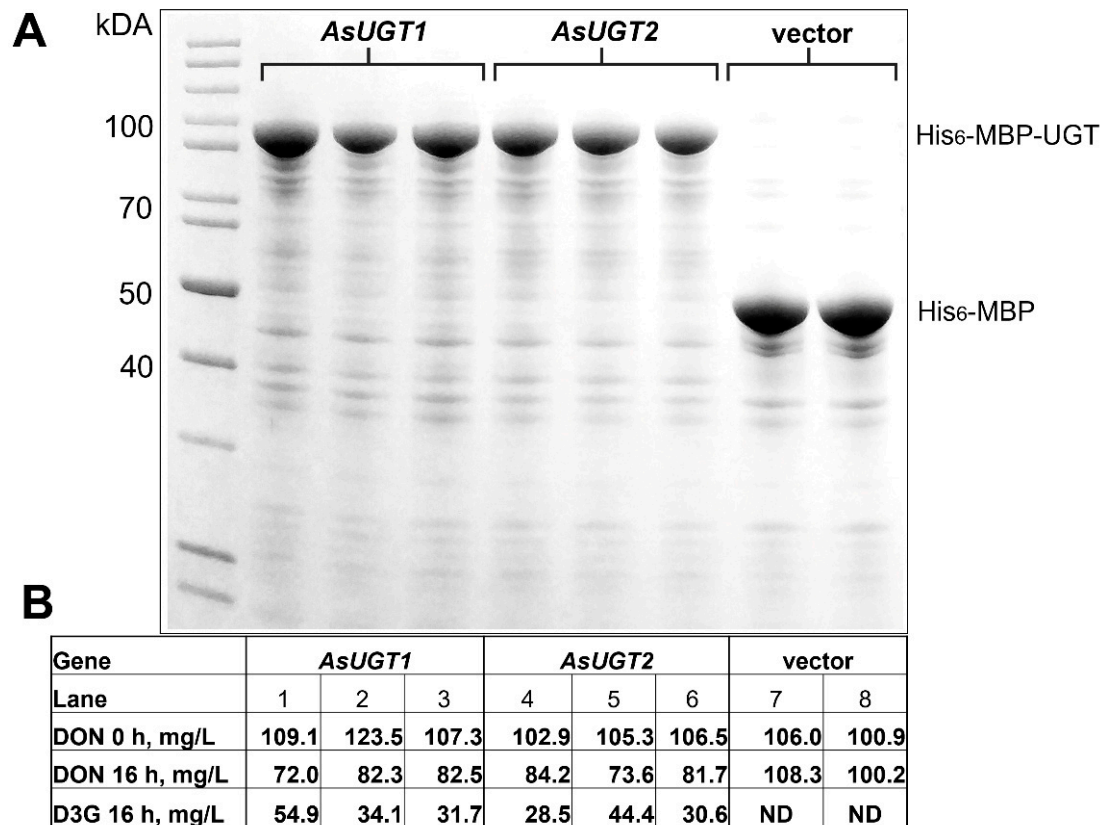 A
kDA
AsUGT1 AsUGT2 vector
100
His6-MBP-UGT
70
50
His6-MBP
40
B
Gene AsUGT1 AsUGT2 vector
Lane 1 2 3 4 5 6 7 8
DON 0 h, mg/L 109.1 123.5 107.3 102.9 105.3 106.5 106.0 100.9
DON 16 h, mg/L 72.0 82.3 82.5 84.2 73.6 81.7 108.3 100.2
D3G 16 h, mg/L 54.9 34.1 31.7 28.5 44.4 30.6 ND ND